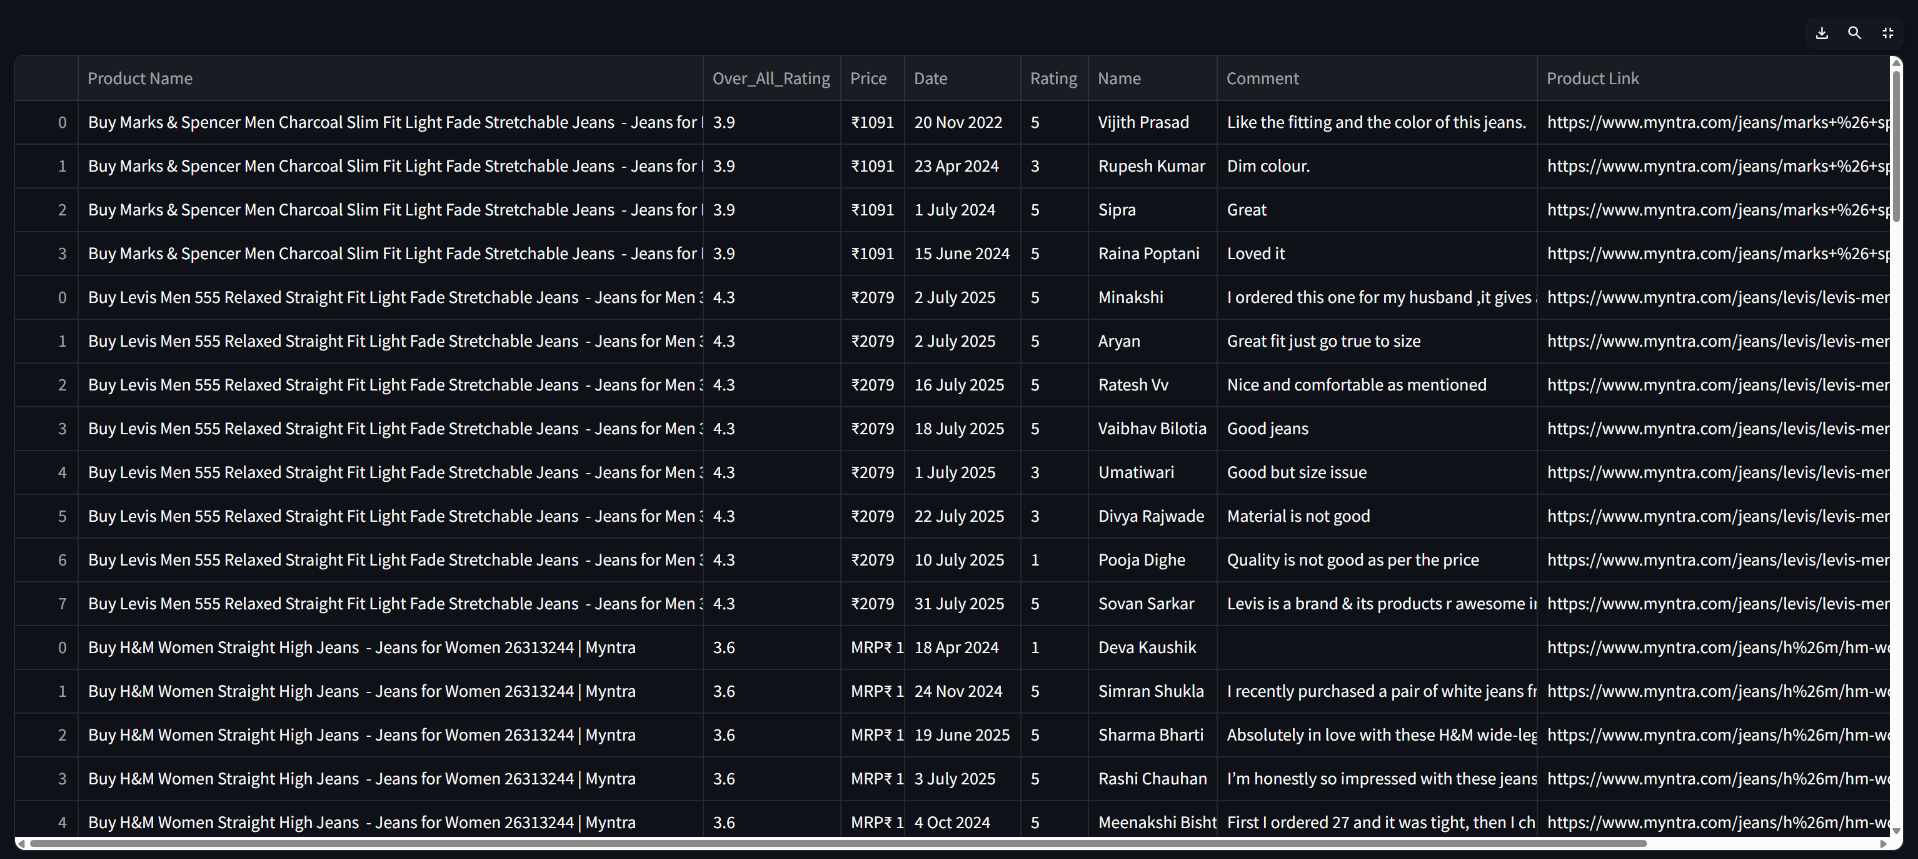 Product Name Over_All_Rating Price Date Rating Name Comment Product Link
0 Buy Marks & Spencer Men Charcoal Slim Fit Light Fade Stretchable Jeans - Jeans for 3.9 ₹1091 20 Nov 2022 5 Vijith Prasad Like the fitting and the color of this jeans. https://www.myntra.com/jeans/marks+%26+sp
1 Buy Marks & Spencer Men Charcoal Slim Fit Light Fade Stretchable Jeans - Jeans for 3.9 ₹1091 23 Apr 2024 3 Rupesh Kumar Dim colour. https://www.myntra.com/jeans/marks+%26+sp
2 Buy Marks & Spencer Men Charcoal Slim Fit Light Fade Stretchable Jeans - Jeans for 3.9 ₹1091 1 July 2024 5 Sipra Great https://www.myntra.com/jeans/marks+%26+sp
3 Buy Marks & Spencer Men Charcoal Slim Fit Light Fade Stretchable Jeans - Jeans for 3.9 ₹1091 15 June 2024 5 Raina Poptani Loved it https://www.myntra.com/jeans/marks+%26+sp
0 Buy Levis Men 555 Relaxed Straight Fit Light Fade Stretchable Jeans - Jeans for Men 4.3 ₹2079 2 July 2025 5 Minakshi I ordered this one for my husband ,it gives https://www.myntra.com/jeans/levis/levis-mer
1 Buy Levis Men 555 Relaxed Straight Fit Light Fade Stretchable Jeans - Jeans for Men 4.3 ₹2079 2 July 2025 5 Aryan Great fit just go true to size https://www.myntra.com/jeans/levis/levis-mer
2 Buy Levis Men 555 Relaxed Straight Fit Light Fade Stretchable Jeans - Jeans for Men 4.3 ₹2079 16 July 2025 5 Ratesh Vv Nice and comfortable as mentioned https://www.myntra.com/jeans/levis/levis-mer
3 Buy Levis Men 555 Relaxed Straight Fit Light Fade Stretchable Jeans - Jeans for Men 4.3 ₹2079 18 July 2025 5 Vaibhav Bilotia Good jeans https://www.myntra.com/jeans/levis/levis-mer
4 Buy Levis Men 555 Relaxed Straight Fit Light Fade Stretchable Jeans - Jeans for Men 4.3 ₹2079 1 July 2025 3 Umatiwari Good but size issue https://www.myntra.com/jeans/levis/levis-mer
5 Buy Levis Men 555 Relaxed Straight Fit Light Fade Stretchable Jeans - Jeans for Men 4.3 ₹2079 22 July 2025 3 Divya Rajwade Material is not good https://www.myntra.com/jeans/levis/levis-mer
6 Buy Levis Men 555 Relaxed Straight Fit Light Fade Stretchable Jeans - Jeans for Men 4.3 ₹2079 10 July 2025 1 Pooja Dighe Quality is not good as per the price https://www.myntra.com/jeans/levis/levis-mer
7 Buy Levis Men 555 Relaxed Straight Fit Light Fade Stretchable Jeans - Jeans for Men 4.3 ₹2079 31 July 2025 5 Sovan Sarkar Levis is a brand & its products r awesome https://www.myntra.com/jeans/levis/levis-mer
0 Buy H&M Women Straight High Jeans - Jeans for Women 26313244 | Myntra 3.6 MRP₹ 1 18 Apr 2024 1 Deva Kaushik https://www.myntra.com/jeans/h%26m/hm-wo
1 Buy H&M Women Straight High Jeans - Jeans for Women 26313244 | Myntra 3.6 MRP₹ 1 24 Nov 2024 5 Simran Shukla I recently purchased a pair of white jeans fr https://www.myntra.com/jeans/h%26m/hm-wo
2 Buy H&M Women Straight High Jeans - Jeans for Women 26313244 | Myntra 3.6 MRP₹ 1 19 June 2025 5 Sharma Bharti Absolutely in love with these H&M wide-leg https://www.myntra.com/jeans/h%26m/hm-wo
3 Buy H&M Women Straight High Jeans - Jeans for Women 26313244 | Myntra 3.6 MRP₹ 1 3 July 2025 5 Rashi Chauhan I'm honestly so impressed with these jeans https://www.myntra.com/jeans/h%26m/hm-wo
4 Buy H&M Women Straight High Jeans - Jeans for Women 26313244 | Myntra 3.6 MRP₹ 1 4 Oct 2024 5 Meenakshi Bisht First I ordered 27 and it was tight, then I ch https://www.myntra.com/jeans/h%26m/hm-wo